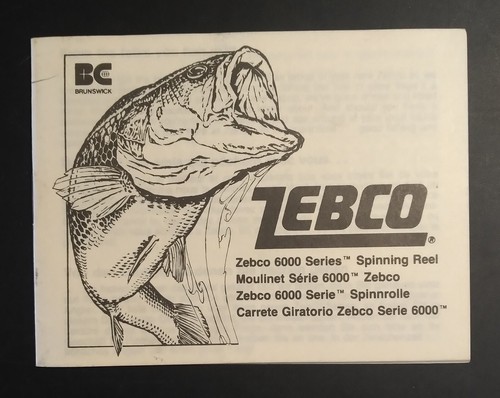 BC
BRUNSWICK
ZEBCO®
Zebco 6000 Series™ Spinning Reel
Moulinet Série 6000™ Zebco
Zebco 6000 Serie™ Spinnrolle
Carrete Giratorio Zebco Serie 6000™